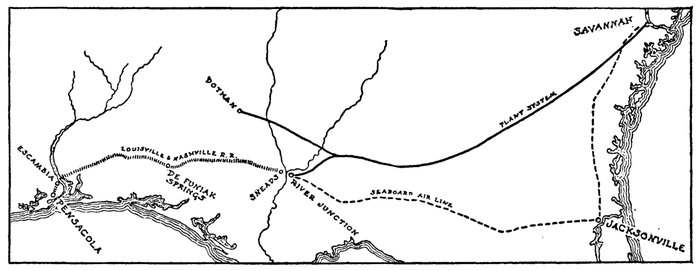 SAVANNAH
DOTHAN
PLANT SYSTEM
LOUISVILLE & NASHVILLE R.R.
ESCAMBIA
DE FUNIAK
SPRINGS
SNEADS
RIVER JUNCTION
SEABOARD AIR LINE
PENSACOLA
JACKSONVILLE